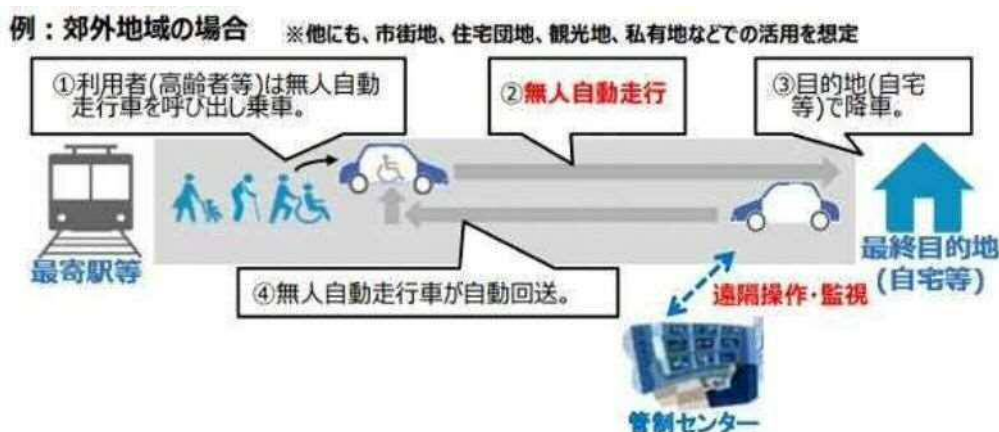 例：郊外地域の場合
※他にも、市街地、住宅団地、観光地、私有地などでの活用を想定
①利用者(高齢者等)は無人自動
走行車を呼び出し乗車。
②無人自動走行
③目的地(自宅
等)で降車。
最寄駅等
最終目的地
(自宅等)
④無人自動走行車が自動回送。
遠隔操作・監視
管制センター